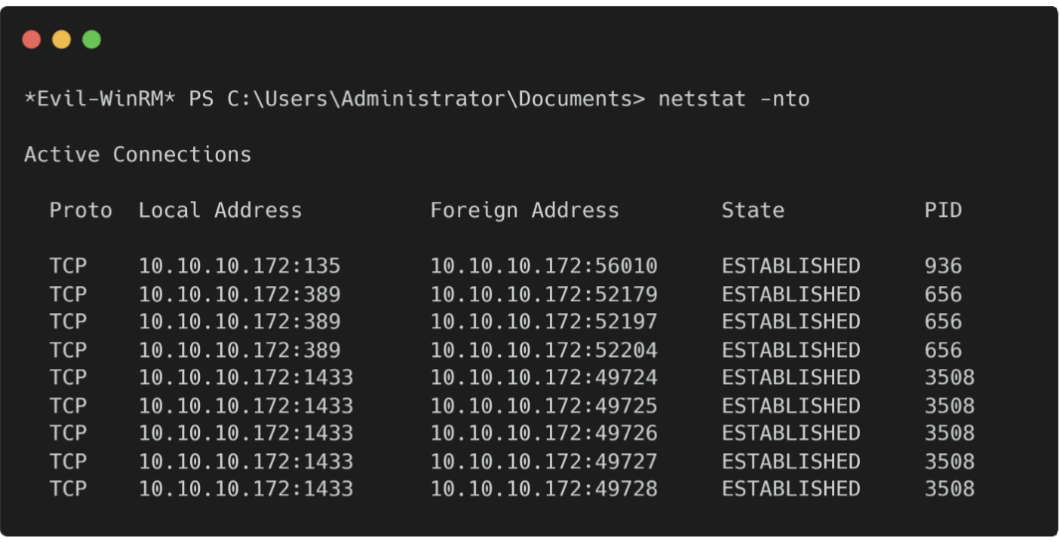 *Evil-WinRM* PS C:\Users\Administrator\Documents> netstat -nto
Active Connections
Proto Local Address Foreign Address State PID
TCP 10.10.10.172:135 10.10.10.172:56010 ESTABLISHED 936
TCP 10.10.10.172:389 10.10.10.172:52179 ESTABLISHED 656
TCP 10.10.10.172:389 10.10.10.172:52197 ESTABLISHED 656
TCP 10.10.10.172:389 10.10.10.172:52204 ESTABLISHED 656
TCP 10.10.10.172:1433 10.10.10.172:49724 ESTABLISHED 3508
TCP 10.10.10.172:1433 10.10.10.172:49725 ESTABLISHED 3508
TCP 10.10.10.172:1433 10.10.10.172:49726 ESTABLISHED 3508
TCP 10.10.10.172:1433 10.10.10.172:49727 ESTABLISHED 3508
TCP 10.10.10.172:1433 10.10.10.172:49728 ESTABLISHED 3508